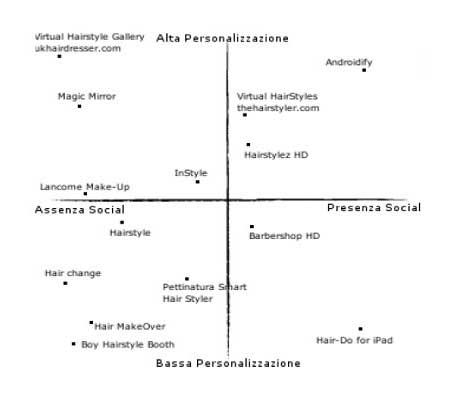 Virtual Hairstyle Gallery
ukhairdresser.com
Alta Personalizzazione
Androidify
Magic Mirror
Virtual HairStyles
thehairstyler.com
Hairstylez HD
InStyle
Lancome Make-Up
Assenza Social
Presenza Social
Hairstyle
Barbershop HD
Hair change
Pettinatura Smart
Hair Styler
Hair MakeOver
Hair-Do for iPad
Boy Hairstyle Booth
Bassa Personalizzazione